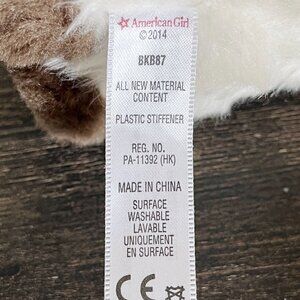 American Girl
© 2014
BKB87
ALL NEW MATERIAL
CONTENT
PLASTIC STIFFENER
REG. NO.
PA-11392 (HK)
MADE IN CHINA
SURFACE
WASHABLE
LAVABLE
UNIQUEMENT
EN SURFACE
CE